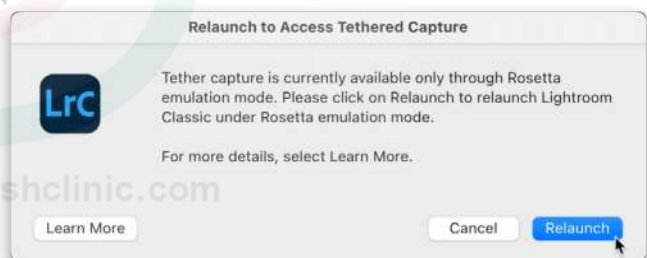 Relaunch to Access Tethered Capture
LrC
Tether capture is currently available only through Rosetta
emulation mode. Please click on Relaunch to relaunch Lightroom
Classic under Rosetta emulation mode.
For more details, select Learn More.
shclinic.com
Learn More
Cancel
Relaunch